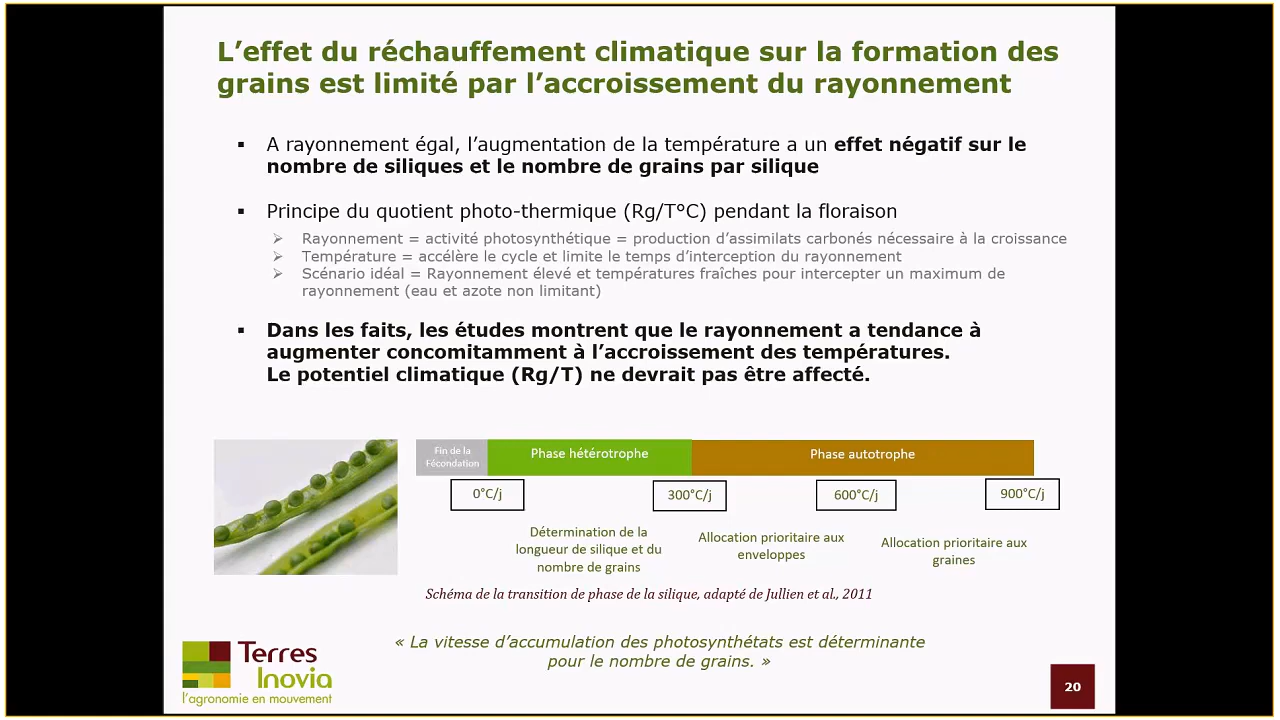 L’effet du réchauffement climatique sur la formation des
grains est limité par l’accroissement du rayonnement
▪ A rayonnement égal, l’augmentation de la température a un effet négatif sur le
nombre de siliques et le nombre de grains par silique
▪ Principe du quotient photo-thermique (Rg/T°C) pendant la floraison
➢ Rayonnement = activité photosynthétique = production d’assimilats carbonés nécessaire à la croissance
➢ Température = accélère le cycle et limite le temps d’interception du rayonnement
➢ Scénario idéal = Rayonnement élevé et températures fraîches pour intercepter un maximum de
rayonnement (eau et azote non limitant)
▪ Dans les faits, les études montrent que le rayonnement a tendance à
augmenter concomitamment à l’accroissement des températures.
Le potentiel climatique (Rg/T) ne devrait pas être affecté.
Fin de la
Fécondation
Phase hétérotrophe
Phase autotrophe
0°C/j
300°C/j
600°C/j
900°C/j
Détermination de la
longueur de silique et du
nombre de grains
Allocation prioritaire aux
enveloppes
Allocation prioritaire aux
graines
Schéma de la transition de phase de la silique, adapté de Jullien et al., 2011
« La vitesse d’accumulation des photosynthétats est déterminante
pour le nombre de grains. »
Terres
Inovia
l’agronomie en mouvement
20